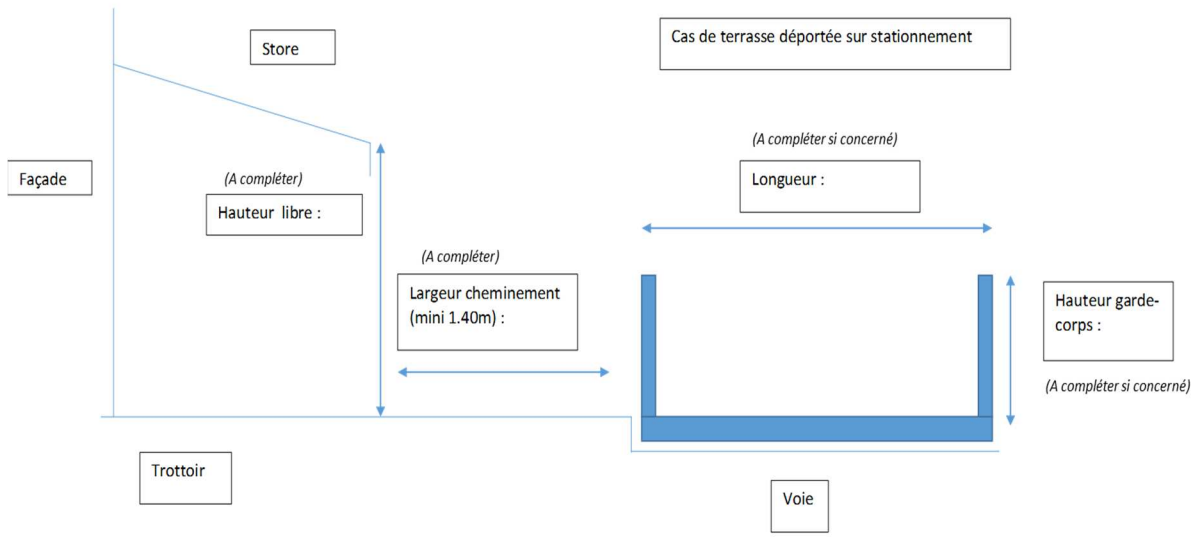 Store
Cas de terrasse déportée sur stationnement
Façade
(A compléter)
Hauteur libre :
(A compléter si concerné)
Longueur :
(A compléter)
Largeur cheminement
(mini 1.40m) :
Hauteur garde-
corps :
(A compléter si concerné)
Trottoir
Voie